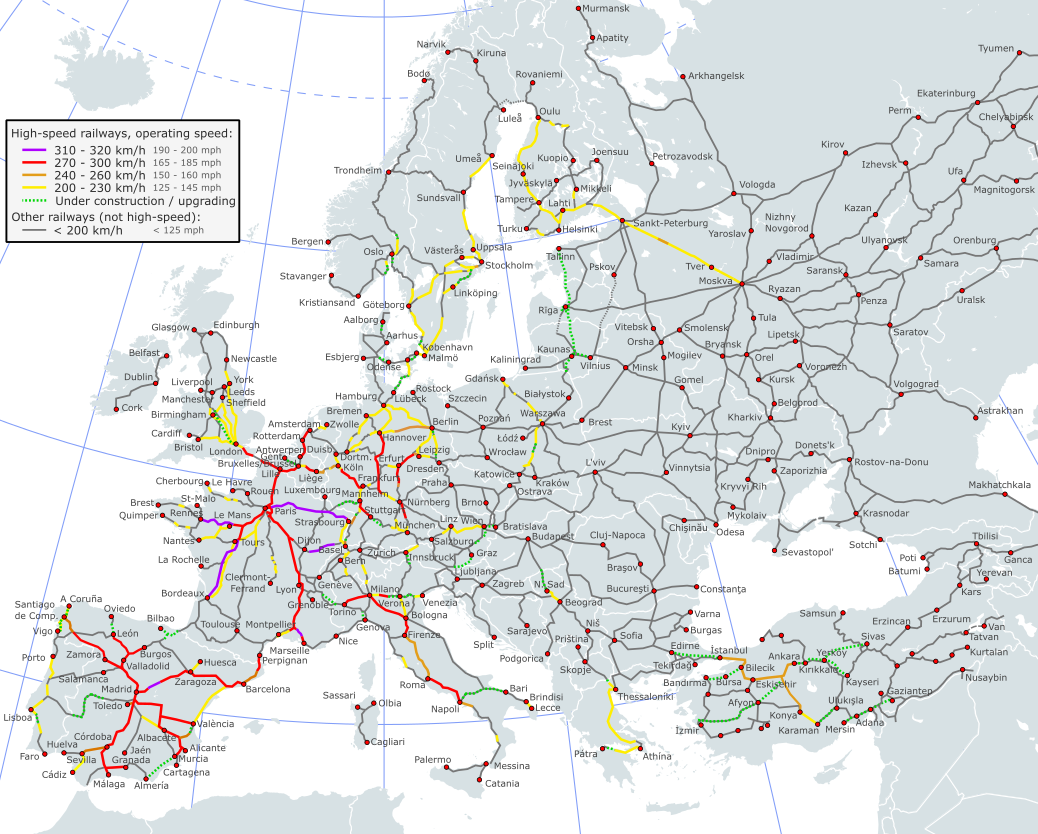 High-speed railways, operating speed:
310 - 320 km/h 190 - 200 mph
270 - 300 km/h 165 - 185 mph
240 - 260 km/h 150 - 160 mph
200 - 230 km/h 125 - 145 mph
Under construction / upgrading
Other railways (not high-speed):
< 200 km/h < 125 mph
Murmansk
Apatity
Narvik
Kiruna
Tyumen
Bodø
Rovaniemi
Arkhangelsk
Ekaterinburg
Luleå
Oulu
Perm
Chelyabinsk
Kirov
Umeå
Seinäjoki
Kuopio
Joensuu
Petrozavodsk
Izhevsk
Ufa
Trondheim
Jyväskylä
Mikkeli
Vologda
Magnitogorsk
Sundsvall
Tampere
Lahti
Kazan
Sankt-Peterburg
Nizhny
Novgorod
Turku
Helsinki
Yaroslav
Bergen
Oslo
Västerås
Uppsala
Stockholm
Tallinn
Ulyanovsk
Orenburg
Vladimir
Samara
Pskov
Tver
Moskva
Saransk
Stavanger
Linköping
Ryazan
Penza
Uralsk
Kristiansand
Göteborg
Rīga
Tula
Aalborg
Glasgow
Edinburgh
Vitebsk
Smolensk
Lipetsk
Saratov
Aarhus
Orsha
Bryansk
Belfast
Newcastle
Esbjerg
København
Malmö
Kaunas
Mogilev
Orel
Odense
Kaliningrad
Vilnius
Minsk
Voronezh
Dublin
Liverpool
York
Leeds
Manchester
Sheffield
Gdańsk
Kursk
Gomel
Volgograd
Rostock
Hamburg
Lübeck
Szczecin
Białystok
Belgorod
Cork
Birmingham
Bremen
Warszawa
Astrakhan
Amsterdam
Zwolle
Berlin
Poznań
Brest
Kharkiv
Cardiff
Rotterdam
Hannover
Łódź
Kyiv
Bristol
London
Antwerpen
Duisb.
Dortm.
Leipzig
Wrocław
Donets'k
Gent
Bruxelles/Brussel
Köln
Erfurt
Dresden
Dnipro
Rostov-na-Donu
Lille
Liège
Frankfurt
Katowice
Kraków
L'viv
Vinnytsia
Zaporizhia
Cherbourg
Le Havre
Praha
Ostrava
Kryvyi Rih
Makhachkala
Rouen
Luxembourg
Mannheim
Nürnberg
Brno
Brest
St-Malo
Paris
Stuttgart
Mykolaiv
Krasnodar
Quimper
Rennes
Le Mans
Strasbourg
München
Linz
Wien
Bratislava
Chișinău
Odessa
Nantes
Tours
Dijon
Basel
Salzburg
Budapest
Cluj-Napoca
Sotchi
Tbilisi
Zürich
Innsbruck
Graz
Sevastopol'
Poti
Batumi
Ganca
La Rochelle
Bern
Ljubljana
Brașov
Yerevan
Clermont-
Ferrand
Lyon
Genève
Milano
Zagreb
N. Sad
Kars
Bordeaux
Grenoble
Verona
Venezia
Beograd
București
Constanța
Santiago
de Comp.
A Coruña
Oviedo
Torino
Bologna
Varna
Samsun
Erzurum
Bilbao
Toulouse
Montpellier
Genova
Sarajevo
Niš
Erzincan
Van
Vigo
León
Marseille
Nice
Firenze
Split
Priština
Sofia
Burgas
Tatvan
Burgos
Perpignan
Podgorica
Skopje
Edirne
İstanbul
Ankara
Yerköy
Sivas
Kurtalan
Porto
Zamora
Valladolid
Huesca
Tekirdağ
Bilecik
Kırıkkale
Salamanca
Zaragoza
Barcelona
Roma
Bari
Bandırma
Bursa
Eskişehir
Kayseri
Nusaybin
Madrid
Sassari
Olbia
Brindisi
Thessaloniki
Gaziantep
Toledo
Napoli
Lecce
Afyon
Ulukışla
Lisboa
València
Konya
Adana
Albacete
İzmir
Karaman
Mersin
Córdoba
Alicante
Cagliari
Pátra
Athína
Huelva
Jaén
Faro
Sevilla
Granada
Murcia
Palermo
Messina
Cádiz
Cartagena
Málaga
Almería
Catania